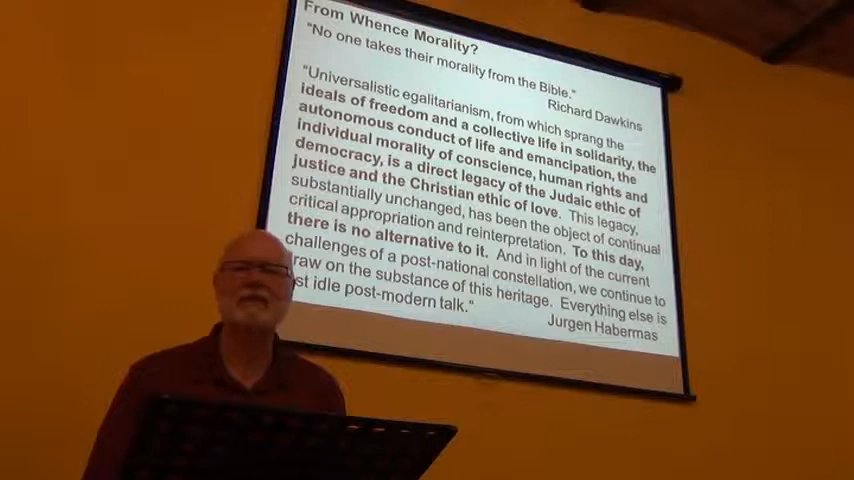 From Whence Morality?
"No one takes their morality from the Bible."
Richard Dawkins
"Universalistic egalitarianism, from which sprang the
ideals of freedom and a collective life in solidarity, the
autonomous conduct of life and emancipation, the
individual morality of conscience, human rights and
democracy, is a direct legacy of the Judaic ethic of
justice and the Christian ethic of love. This legacy,
substantially unchanged, has been the object of continual
critical appropriation and reinterpretation. To this day,
there is no alternative to it. And in light of the current
challenges of a post-national constellation, we continue to
raw on the substance of this heritage. Everything else is
st idle post-modern talk."
Jurgen Habermas